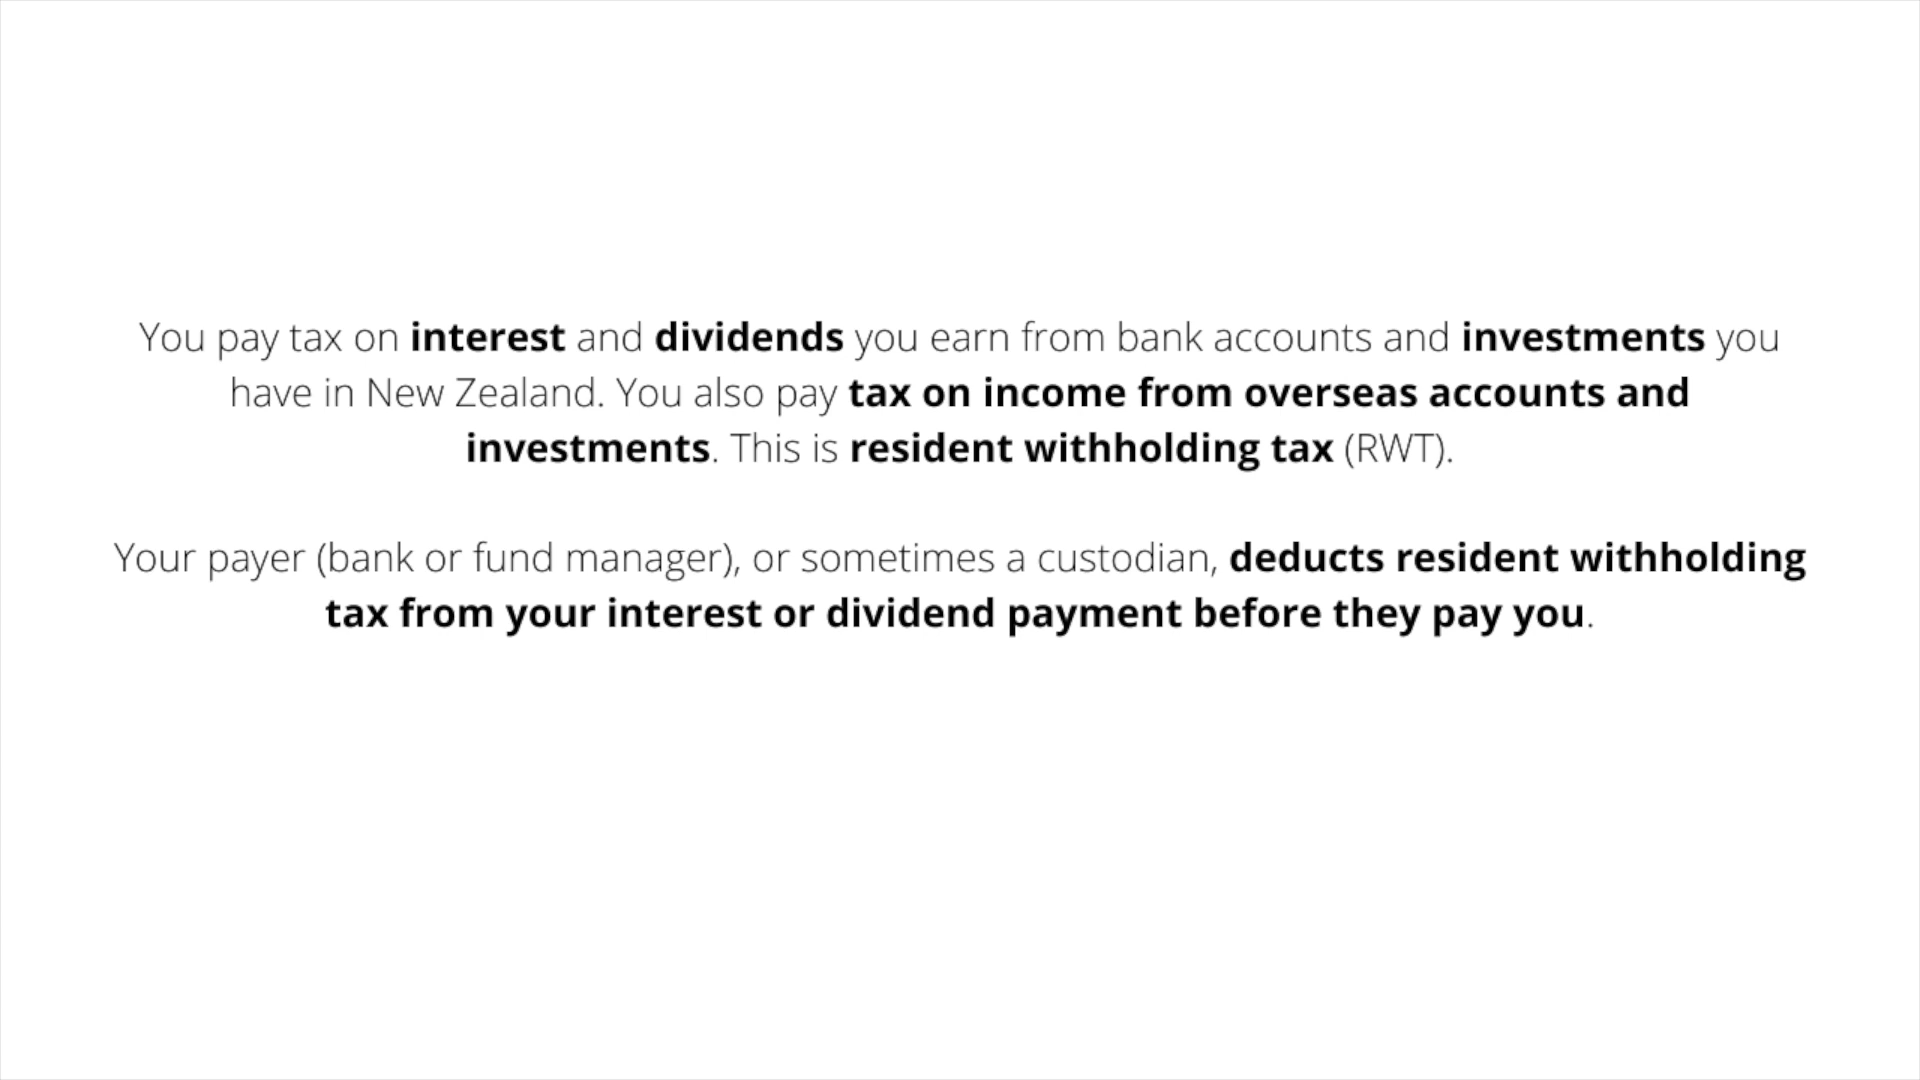 You pay tax on interest and dividends you earn from bank accounts and investments you
have in New Zealand. You also pay tax on income from overseas accounts and
investments. This is resident withholding tax (RWT).
Your payer (bank or fund manager), or sometimes a custodian, deducts resident withholding
tax from your interest or dividend payment before they pay you.